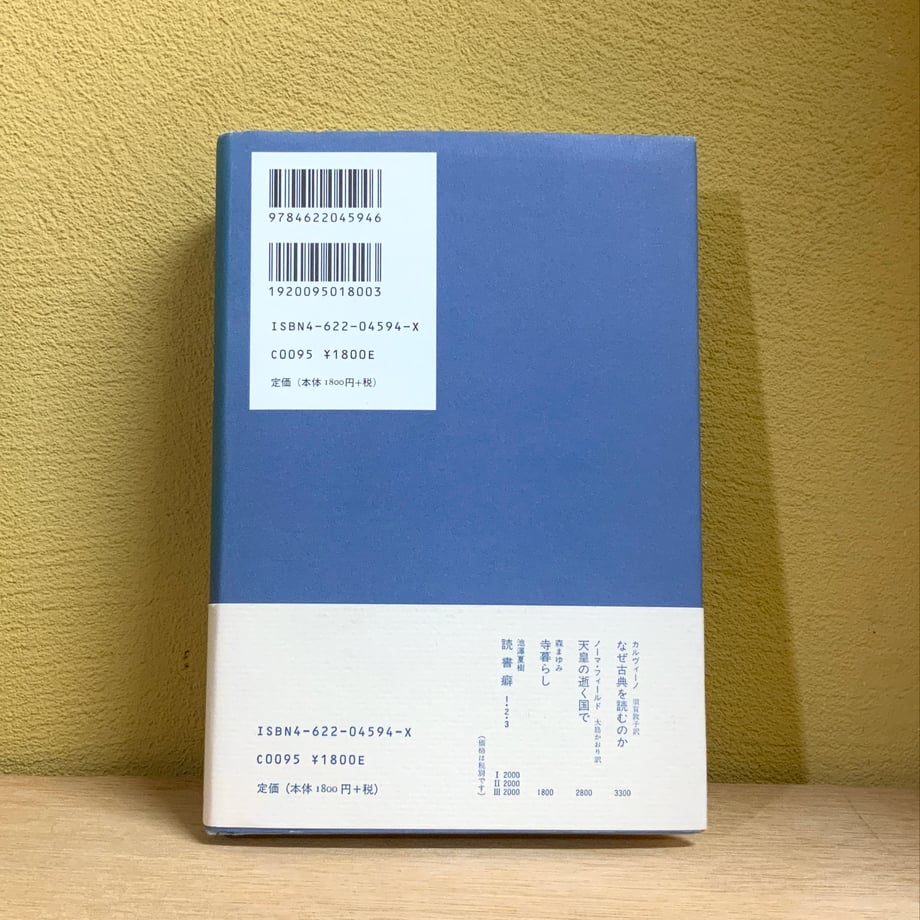 9784622045946
1920095018003
ISBN4-622-04594-X
C0095 ¥1800E
定価（本体1800円+税）
カルヴィーノ 須賀敦子訳
なぜ古典を読むのか 3300
ノーマ・フィールド 大島かおり訳
天皇の逝く国で 2800
森まゆみ
寺暮らし 1800
池澤夏樹
読書癖 1・2・3
I 2000
II 2000
III 2000
（価格は税別です）
ISBN4-622-04594-X
C0095 ¥1800E
定価（本体1800円+税）